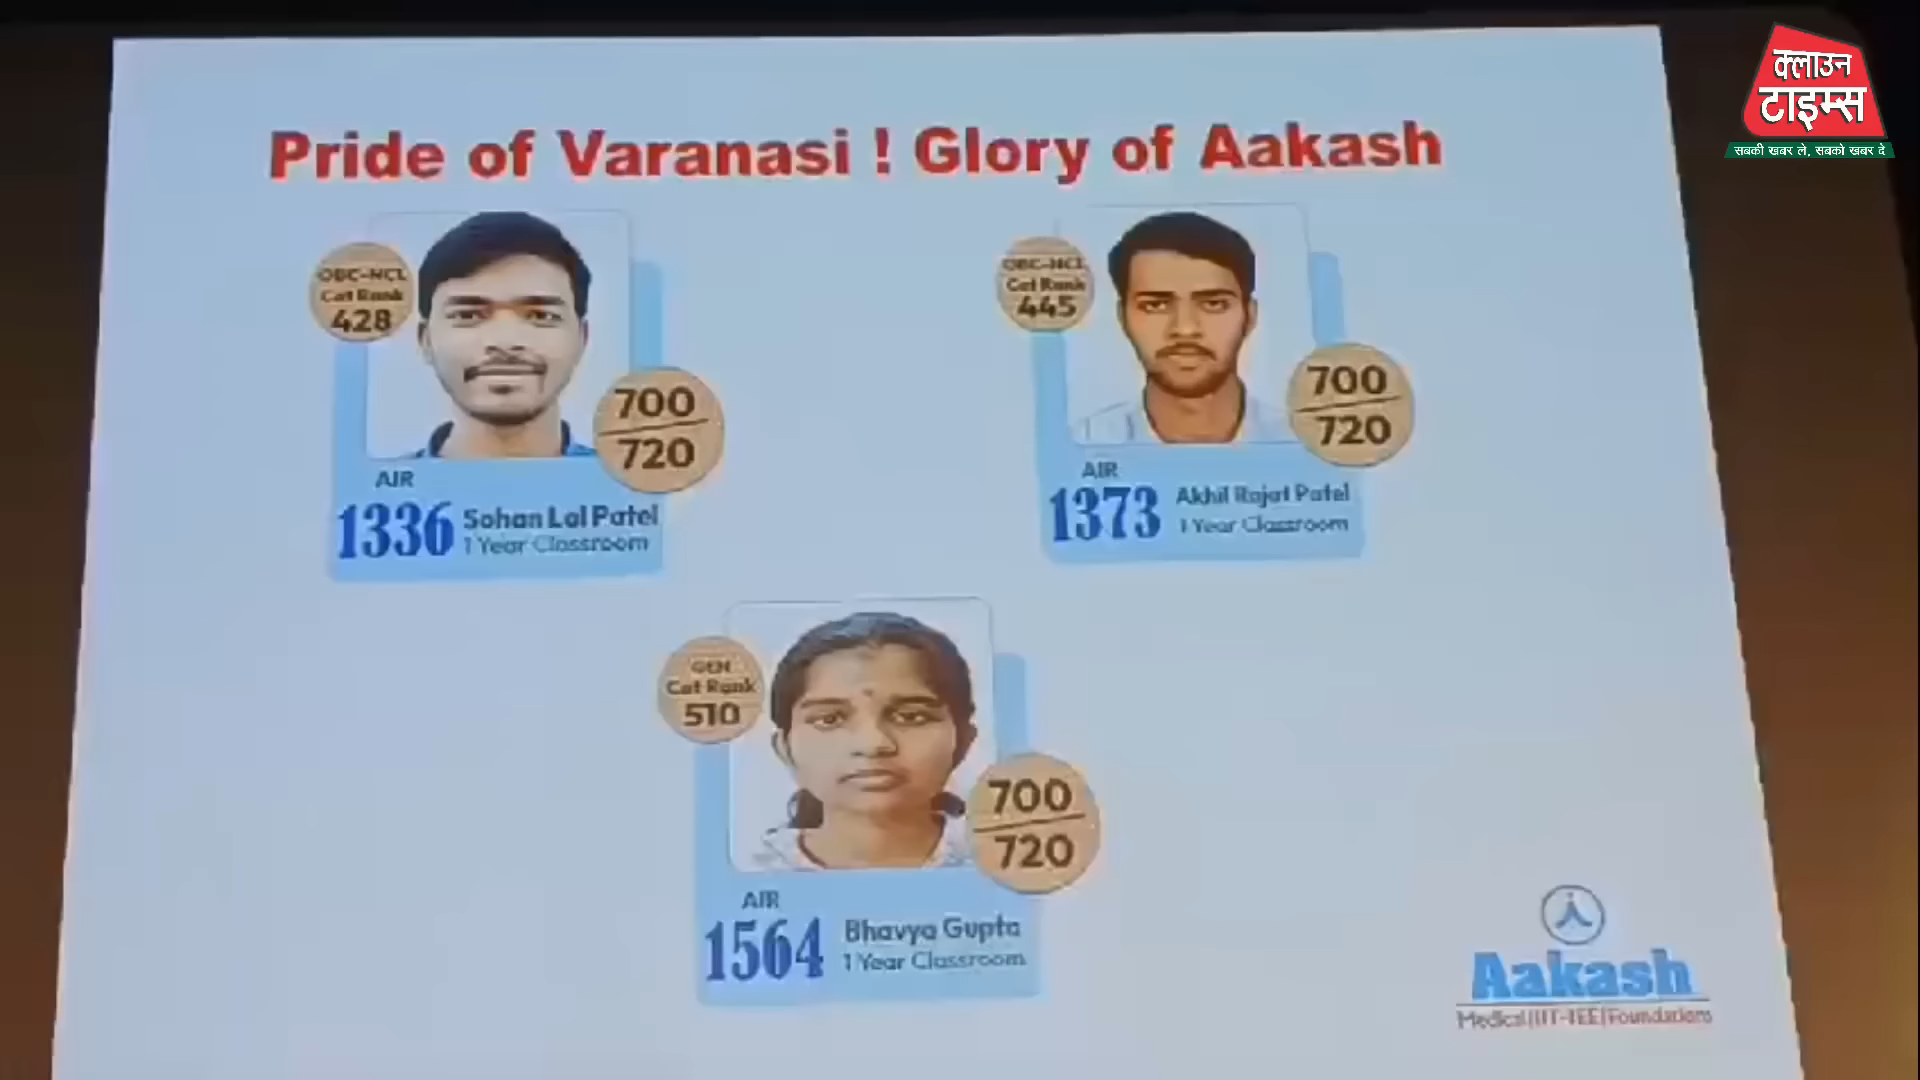 क्लाउन
टाइम्स
सबकी खबर ले, सबको खबर दे
Pride of Varanasi ! Glory of Aakash
OBC-NCL
Cat Rank
428
700
720
AIR
1336
Sohan Lal Patel
1 Year Classroom
OBC-NCL
Cat Rank
445
700
720
AIR
1373
Akhil Rajat Patel
1 Year Classroom
GEN
Cat Rank
510
700
720
AIR
1564
Bhavya Gupta
1 Year Classroom
Aakash
Medical|IIT-JEE|Foundations